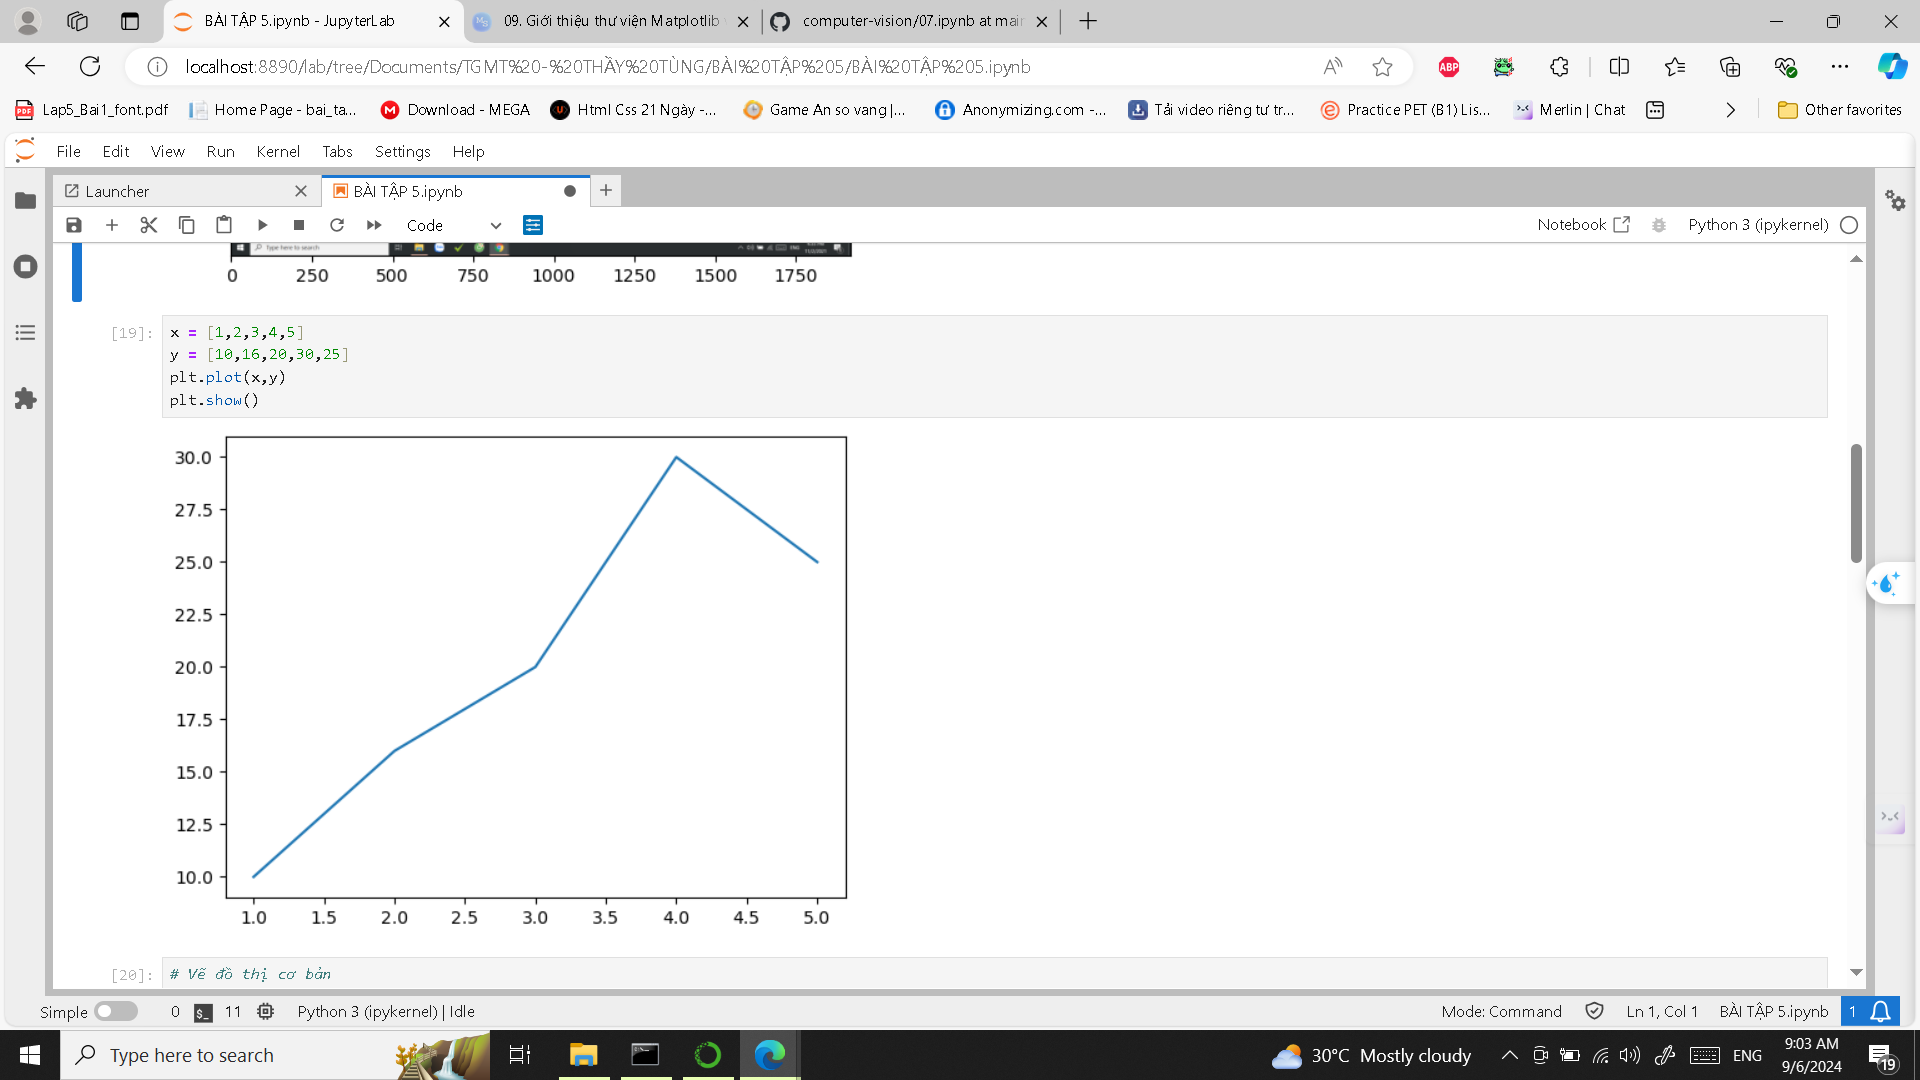 BÀI TẬP 5.ipynb - JupyterLab
09. Giới thiệu thư viện Matplotlib
computer-vision/07.ipynb at mair
localhost:8890/lab/tree/Documents/TGMT%20-%20THẦY%20TÙNG/BÀI%20TẬP%205/BÀI%20TẬP%205.ipynb
ABP
Lap5_Bai1_font.pdf
Home Page - bai_ta...
Download - MEGA
Html Css 21 Ngày -...
Game An so vang |...
Anonymizing.com -...
Tải video riêng tư tr...
Practice PET (B1) Lis...
Merlin | Chat
Other favorites
File Edit View Run Kernel Tabs Settings Help
Launcher
BÀI TẬP 5.ipynb
Code
Notebook
Python 3 (ipykernel)
Type here to search
0 250 500 750 1000 1250 1500 1750
[19]:
x = [1,2,3,4,5]
y = [10,16,20,30,25]
plt.plot(x,y)
plt.show()
30.0
27.5
25.0
22.5
20.0
17.5
15.0
12.5
10.0
1.0 1.5 2.0 2.5 3.0 3.5 4.0 4.5 5.0
[20]:
# Vẽ đồ thị cơ bản
Simple
0
11
Python 3 (ipykernel) | Idle
Mode: Command
Ln 1, Col 1
BÀI TẬP 5.ipynb
1
Type here to search
30°C Mostly cloudy
ENG
9:03 AM
9/6/2024
19